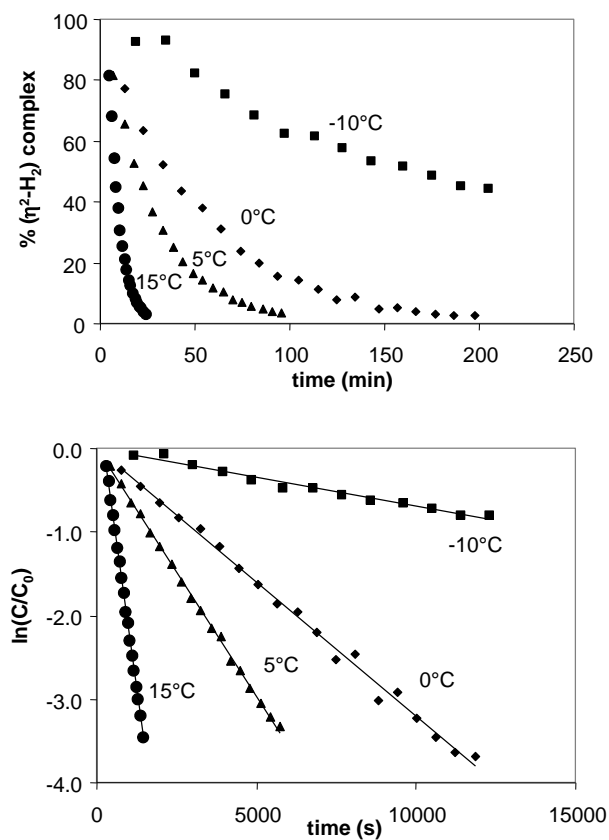 100
80
60
40
20
0
% (η²-H₂) complex
-10°C
0°C
5°C
15°C
0 50 100 150 200 250
time (min)
0.0
-1.0
-2.0
-3.0
-4.0
ln(C/C₀)
-10°C
0°C
5°C
15°C
0 5000 10000 15000
time (s)